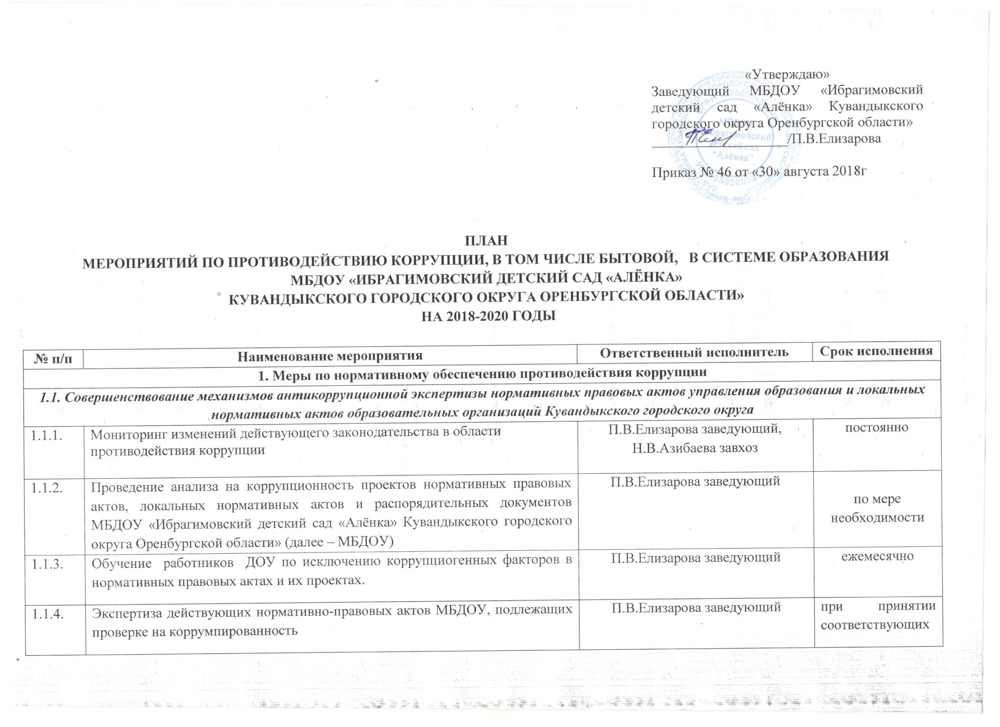 «Утверждаю»
Заведующий МБДОУ «Ибрагимовский
детский сад «Алёнка» Кувандыкского
городского округа Оренбургской области»
/П.В.Елизарова
Ибрагимовский
детский сад
"Алёнка"
Приказ № 46 от «30» августа 2018г
ПЛАН
МЕРОПРИЯТИЙ ПО ПРОТИВОДЕЙСТВИЮ КОРРУПЦИИ, В ТОМ ЧИСЛЕ БЫТОВОЙ, В СИСТЕМЕ ОБРАЗОВАНИЯ
МБДОУ «ИБРАГИМОВСКИЙ ДЕТСКИЙ САД «АЛЁНКА»
КУВАНДЫКСКОГО ГОРОДСКОГО ОКРУГА ОРЕНБУРГСКОЙ ОБЛАСТИ»
НА 2018-2020 ГОДЫ
№ п/п Наименование мероприятия Ответственный исполнитель Срок исполнения
1. Меры по нормативному обеспечению противодействия коррупции
1.1. Совершенствование механизмов антикоррупционной экспертизы нормативных правовых актов управления образования и локальных
нормативных актов образовательных организаций Кувандыкского городского округа
1.1.1.
Мониторинг изменений действующего законодательства в области
противодействия коррупции
П.В.Елизарова заведующий,
Н.В.Азибаева завхоз
постоянно
1.1.2.
Проведение анализа на коррупционность проектов нормативных правовых
актов, локальных нормативных актов и распорядительных документов
МБДОУ «Ибрагимовский детский сад «Алёнка» Кувандыкского городского
округа Оренбургской области» (далее – МБДОУ)
П.В.Елизарова заведующий
по мере
необходимости
1.1.3.
Обучение работников ДОУ по исключению коррупциогенных факторов в
нормативных правовых актах и их проектах.
П.В.Елизарова заведующий
ежемесячно
1.1.4.
Экспертиза действующих нормативно-правовых актов МБДОУ, подлежащих
проверке на коррумпированность
П.В.Елизарова заведующий
при принятии
соответствующих